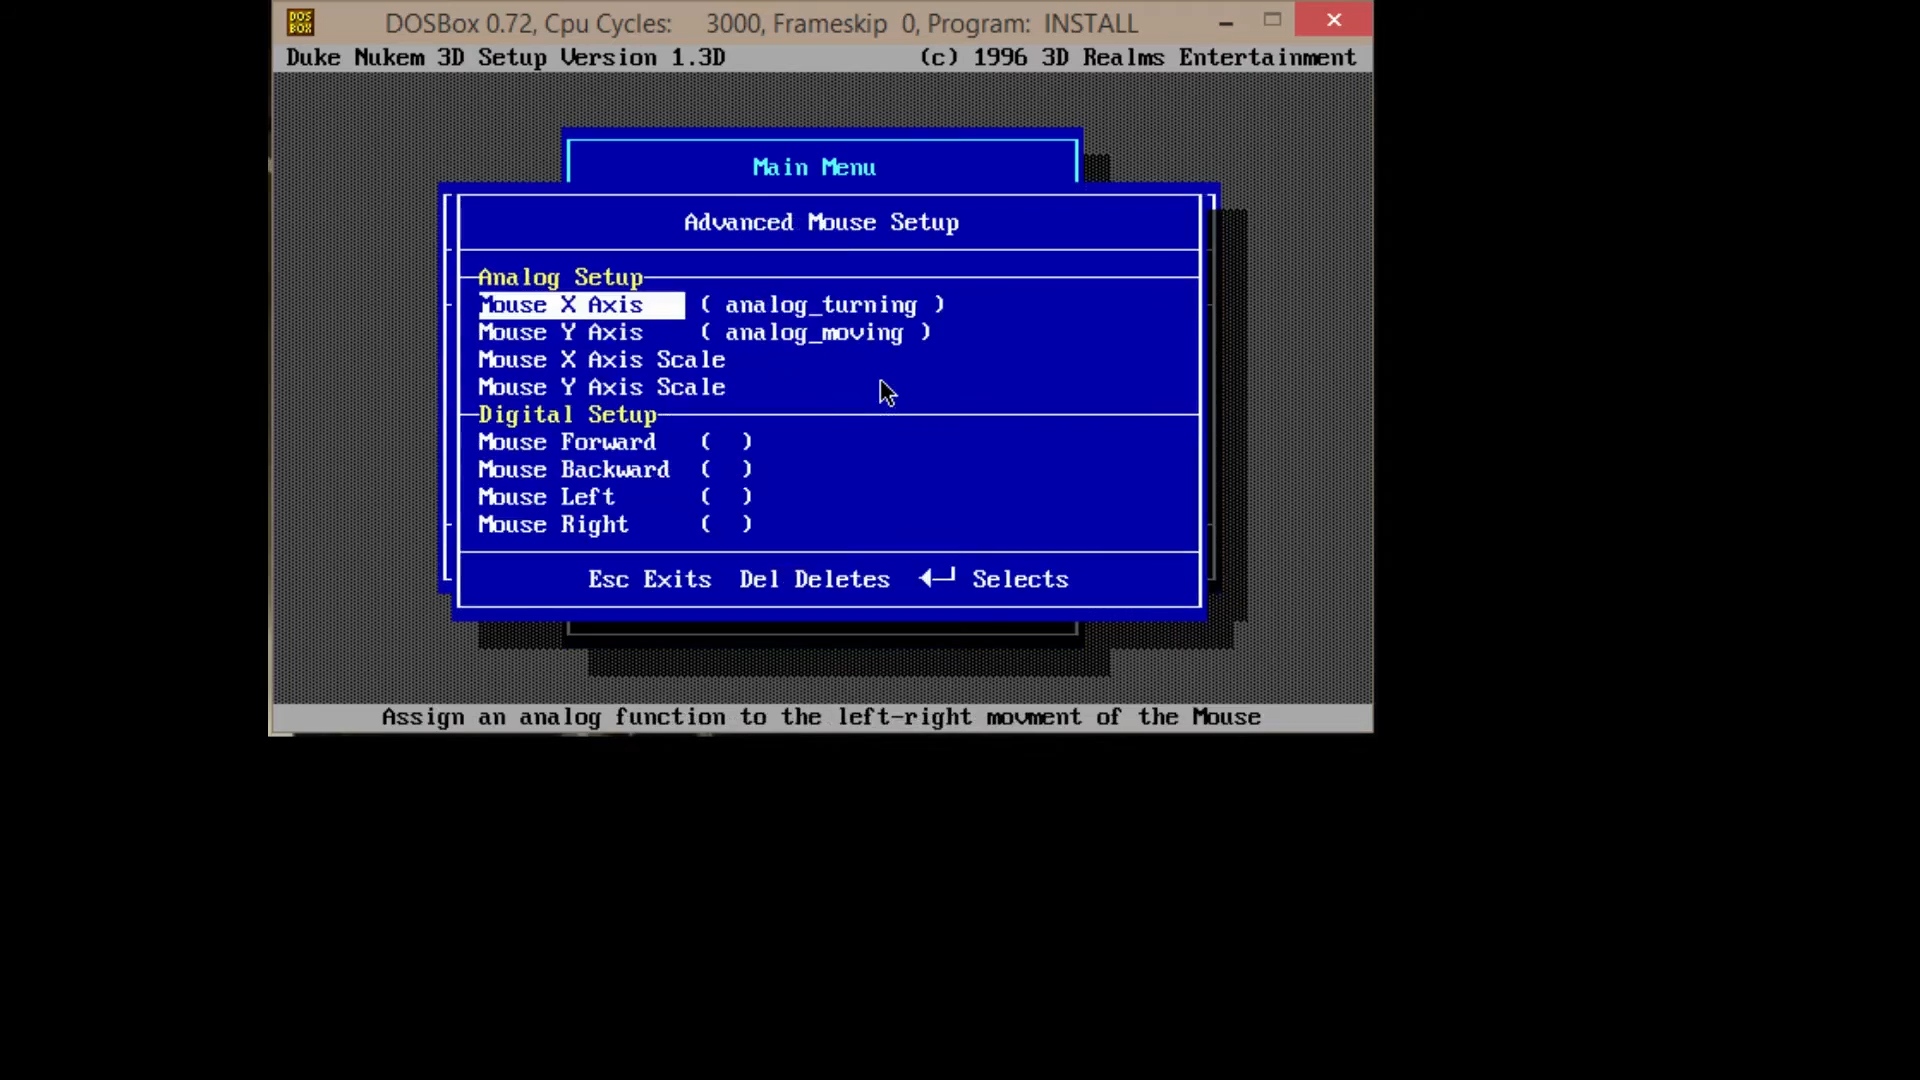 DOS BOX
DOSBox 0.72, Cpu Cycles: 3000, Frameskip 0, Program: INSTALL
Duke Nukem 3D Setup Version 1.3D (c) 1996 3D Realms Entertainment
Main Menu
Advanced Mouse Setup
Analog Setup
Mouse X Axis ( analog_turning )
Mouse Y Axis ( analog_moving )
Mouse X Axis Scale
Mouse Y Axis Scale
Digital Setup
Mouse Forward ( )
Mouse Backward ( )
Mouse Left ( )
Mouse Right ( )
Esc Exits Del Deletes ◄─┘ Selects
Assign an analog function to the left-right movment of the Mouse